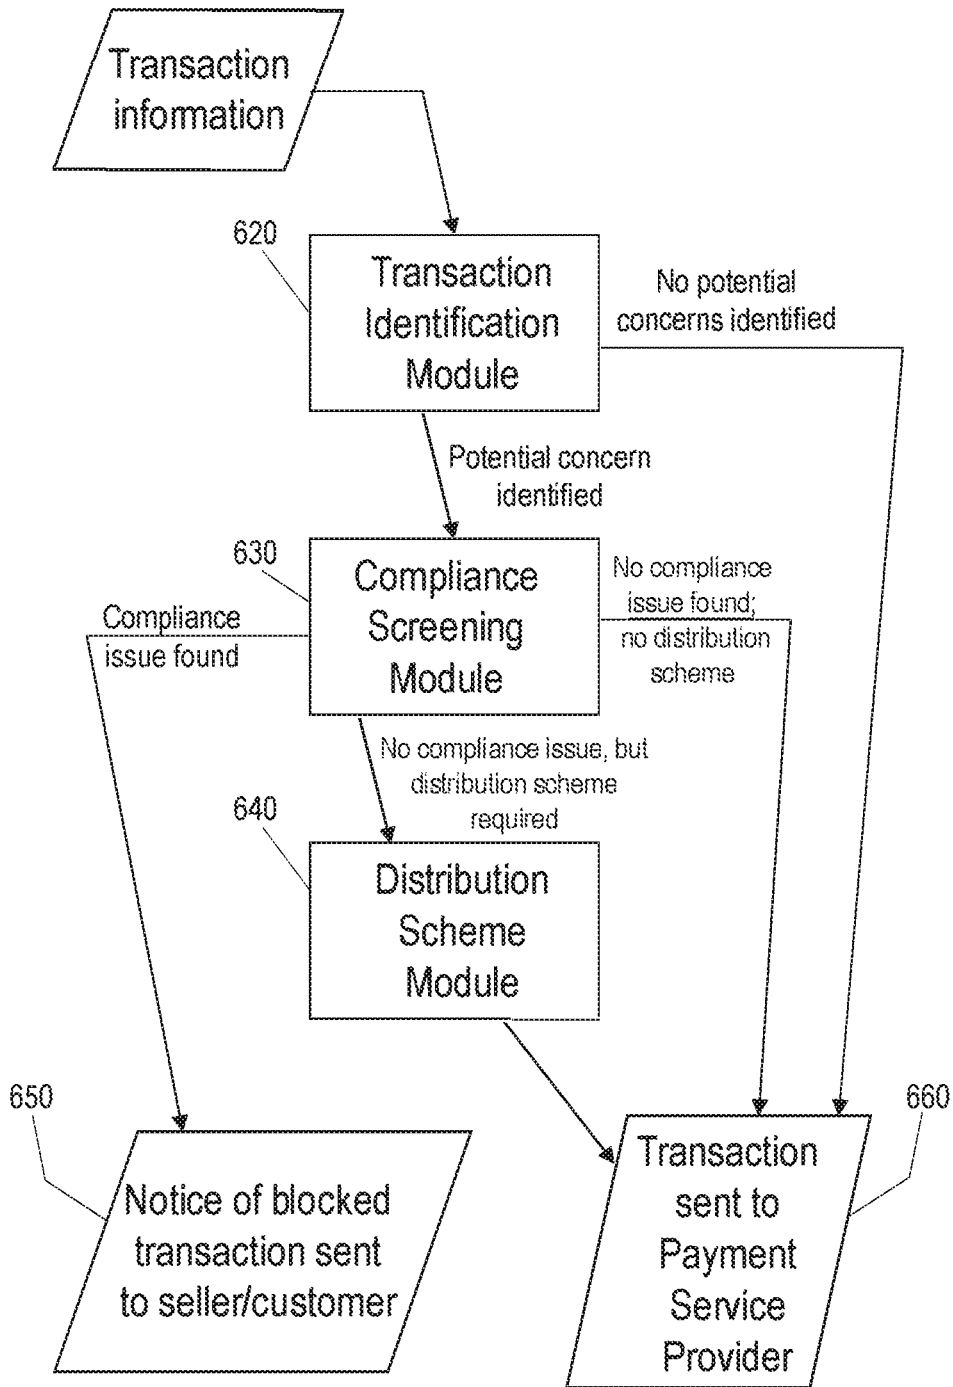 Transaction
information
620
Transaction
Identification
Module
No potential
concerns identified
Potential concern
identified
630
Compliance
Screening
Module
No compliance
issue found;
no distribution
scheme
Compliance
issue found
No compliance issue, but
distribution scheme
required
640
Distribution
Scheme
Module
650
Notice of blocked
transaction sent
to seller/customer
660
Transaction
sent to
Payment
Service
Provider